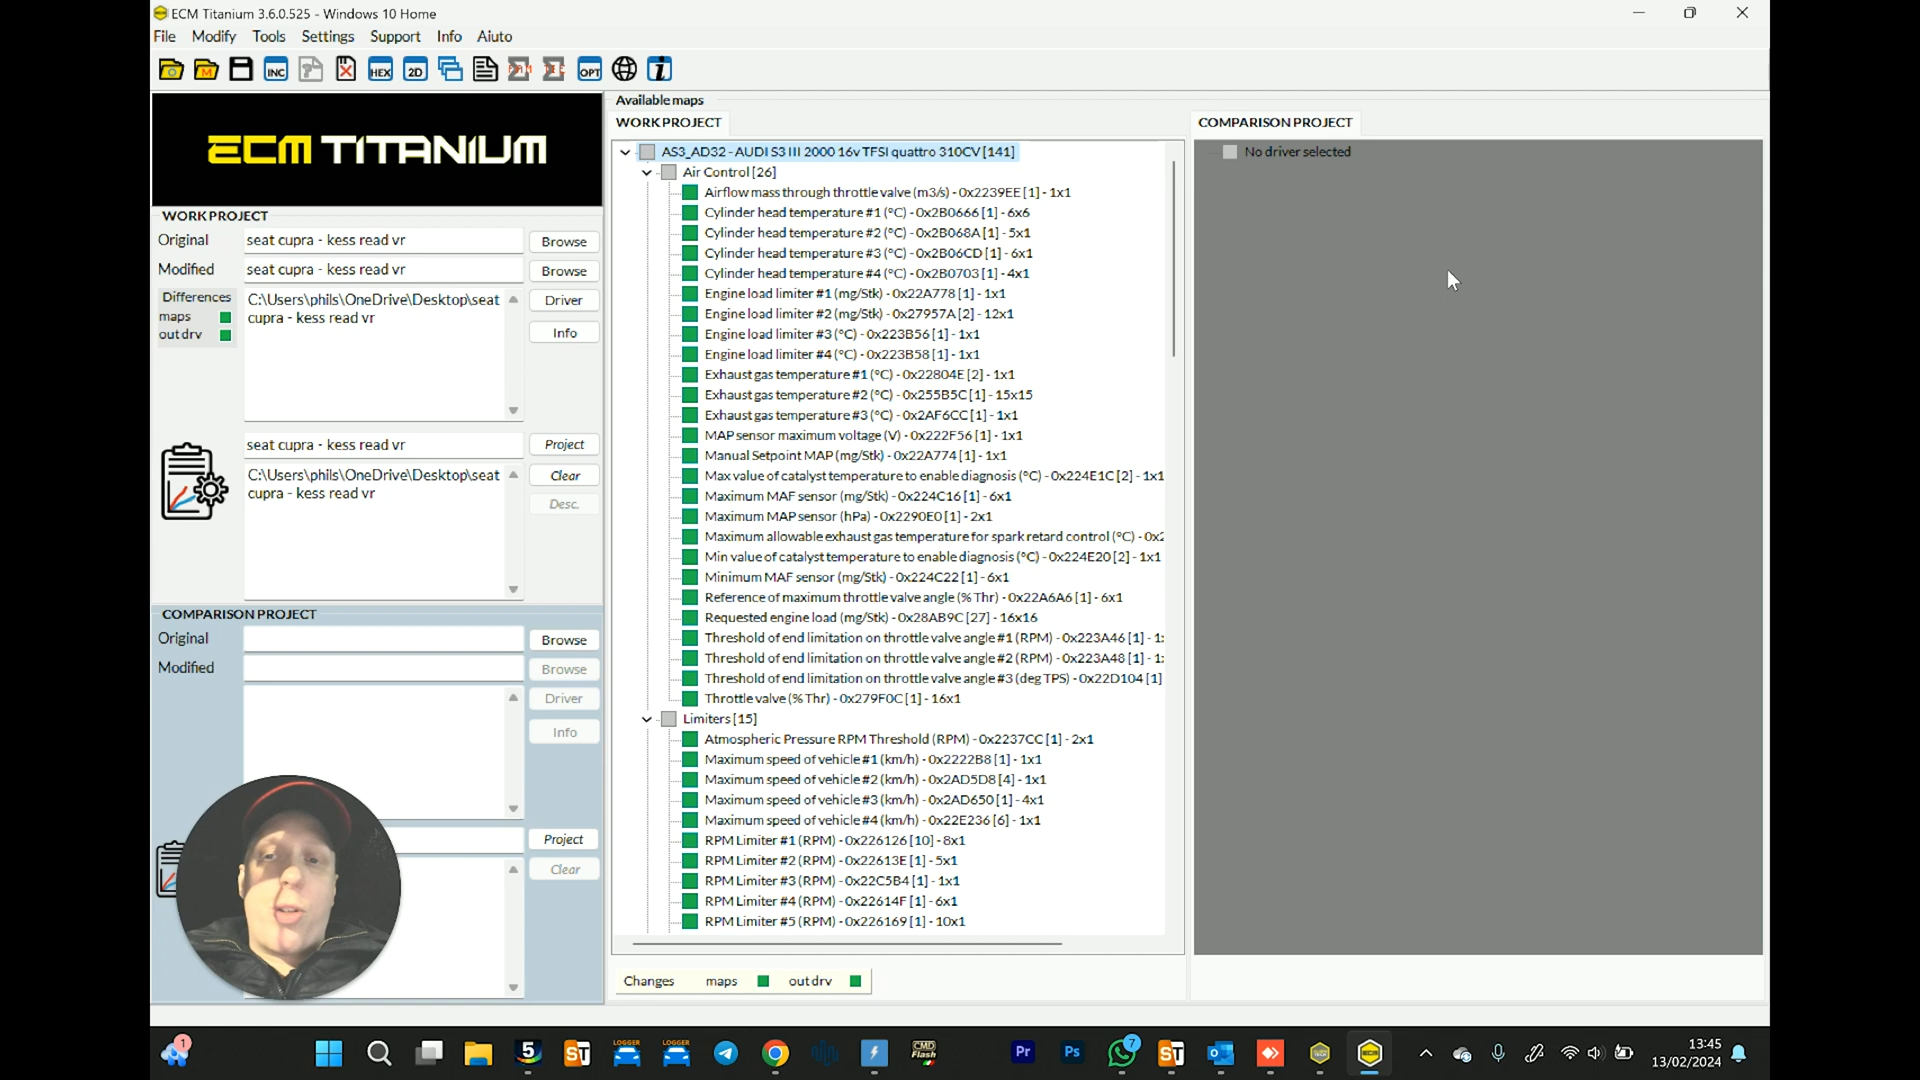 ECM Titanium 3.6.0.525 - Windows 10 Home
File Modify Tools Settings Support Info Aiuto
INC HEX 2D OPT
ECM TITANIUM
WORK PROJECT
Original seat cupra - kess read vr Browse
Modified seat cupra - kess read vr Browse
Differences
maps
out drv
C:\Users\phils\OneDrive\Desktop\seat
cupra - kess read vr
Driver
Info
seat cupra - kess read vr Project
C:\Users\phils\OneDrive\Desktop\seat
cupra - kess read vr
Clear
Desc.
COMPARISON PROJECT
Original Browse
Modified Browse
Driver
Info
Project
Clear
Available maps
WORK PROJECT
AS3_AD32 - AUDI S3 III 2000 16v TFSI quattro 310CV [141]
Air Control [26]
Airflow mass through throttle valve (m3/s) - 0x2239EE [1] - 1x1
Cylinder head temperature #1 (°C) - 0x2B0666 [1] - 6x6
Cylinder head temperature #2 (°C) - 0x2B068A [1] - 5x1
Cylinder head temperature #3 (°C) - 0x2B06CD [1] - 6x1
Cylinder head temperature #4 (°C) - 0x2B0703 [1] - 4x1
Engine load limiter #1 (mg/Stk) - 0x22A778 [1] - 1x1
Engine load limiter #2 (mg/Stk) - 0x27957A [2] - 12x1
Engine load limiter #3 (°C) - 0x223B56 [1] - 1x1
Engine load limiter #4 (°C) - 0x223B58 [1] - 1x1
Exhaust gas temperature #1 (°C) - 0x22804E [2] - 1x1
Exhaust gas temperature #2 (°C) - 0x255B5C [1] - 15x15
Exhaust gas temperature #3 (°C) - 0x2AF6CC [1] - 1x1
MAP sensor maximum voltage (V) - 0x222F56 [1] - 1x1
Manual Setpoint MAP (mg/Stk) - 0x22A774 [1] - 1x1
Max value of catalyst temperature to enable diagnosis (°C) - 0x224E1C [2] - 1x1
Maximum MAF sensor (mg/Stk) - 0x224C16 [1] - 6x1
Maximum MAP sensor (hPa) - 0x2290E0 [1] - 2x1
Maximum allowable exhaust gas temperature for spark retard control (°C) - 0x2
Min value of catalyst temperature to enable diagnosis (°C) - 0x224E20 [2] - 1x1
Minimum MAF sensor (mg/Stk) - 0x224C22 [1] - 6x1
Reference of maximum throttle valve angle (% Thr) - 0x22A6A6 [1] - 6x1
Requested engine load (mg/Stk) - 0x28AB9C [27] - 16x16
Threshold of end limitation on throttle valve angle #1 (RPM) - 0x223A46 [1] - 1
Threshold of end limitation on throttle valve angle #2 (RPM) - 0x223A48 [1] - 1
Threshold of end limitation on throttle valve angle #3 (deg TPS) - 0x22D104 [1]
Throttle valve (% Thr) - 0x279F0C [1] - 16x1
Limiters [15]
Atmospheric Pressure RPM Threshold (RPM) - 0x2237CC [1] - 2x1
Maximum speed of vehicle #1 (km/h) - 0x2222B8 [1] - 1x1
Maximum speed of vehicle #2 (km/h) - 0x2AD5D8 [4] - 1x1
Maximum speed of vehicle #3 (km/h) - 0x2AD650 [1] - 4x1
Maximum speed of vehicle #4 (km/h) - 0x22E236 [6] - 1x1
RPM Limiter #1 (RPM) - 0x226126 [10] - 8x1
RPM Limiter #2 (RPM) - 0x22613E [1] - 5x1
RPM Limiter #3 (RPM) - 0x22C5B4 [1] - 1x1
RPM Limiter #4 (RPM) - 0x22614F [1] - 6x1
RPM Limiter #5 (RPM) - 0x226169 [1] - 10x1
Changes maps out drv
COMPARISON PROJECT
No driver selected
1 5 ST LOGGER LOGGER CMD Flash Pr Ps 7 ST
13:45
13/02/2024